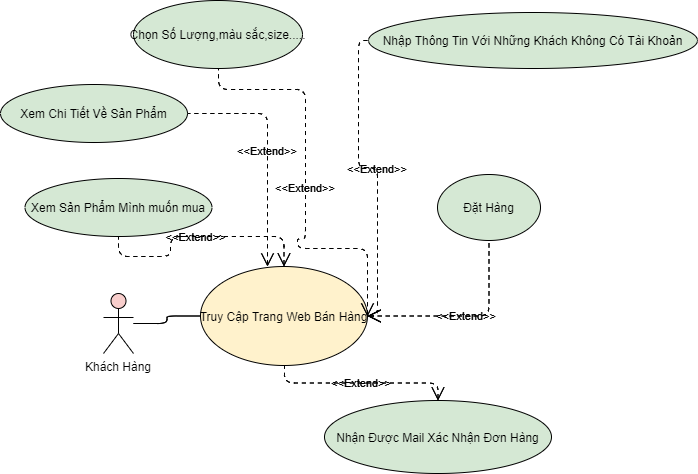 Chọn Số Lượng,màu sắc,size.....
Nhập Thông Tin Với Những Khách Không Có Tài Khoản
Xem Chi Tiết Về Sản Phẩm
<<Extend>>
<<Extend>>
<<Extend>>
Xem Sản Phẩm Mình muốn mua
Đặt Hàng
<<Extend>>
Truy Cập Trang Web Bán Hàng
<<Extend>>
Khách Hàng
<<Extend>>
Nhận Được Mail Xác Nhận Đơn Hàng